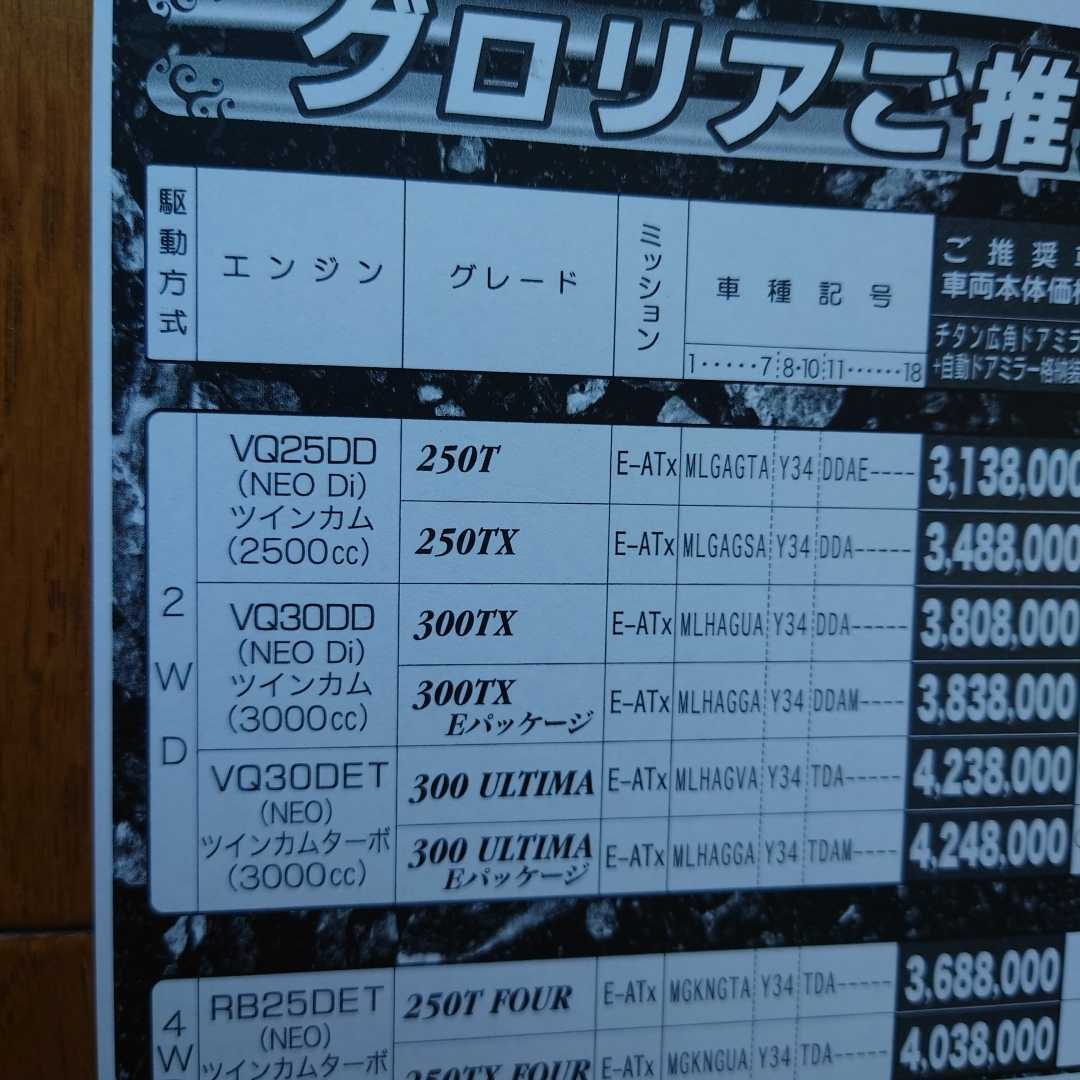 グロリアご推
駆動方式
エンジン
グレード
ミッション
車種記号
1・・・・・7 8・10 11・・・・・・18
ご推奨
車両本体価
チタン広角ドアミラ
+自動ドアミラー格納装
2WD
VQ25DD
(NEO Di)
ツインカム
(2500cc)
250T E-ATx MLGAGTA Y34 DDAE---- 3,138,000
250TX E-ATx MLGAGSA Y34 DDA----- 3,488,000
VQ30DD
(NEO Di)
ツインカム
(3000cc)
300TX E-ATx MLHAGUA Y34 DDA----- 3,808,000
300TX
Eパッケージ E-ATx MLHAGGA Y34 DDAM---- 3,838,000
VQ30DET
(NEO)
ツインカムターボ
(3000cc)
300 ULTIMA E-ATx MLHAGVA Y34 TDA----- 4,238,000
300 ULTIMA
Eパッケージ E-ATx MLHAGGA Y34 TDAM---- 4,248,000
4W
RB25DET
(NEO)
ツインカムターボ
250T FOUR E-ATx MGKNGTA Y34 TDA----- 3,688,000
250TX FOUR E-ATx MGKNGUA Y34 TDA----- 4,038,000